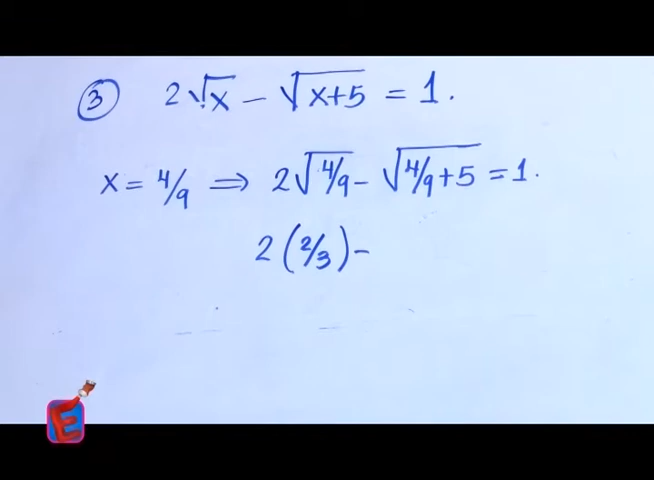 ③ 2√x − √(x+5) = 1.
x = 4/9 ⇒ 2√(4/9) − √(4/9+5) = 1.
2(2/3) −
E